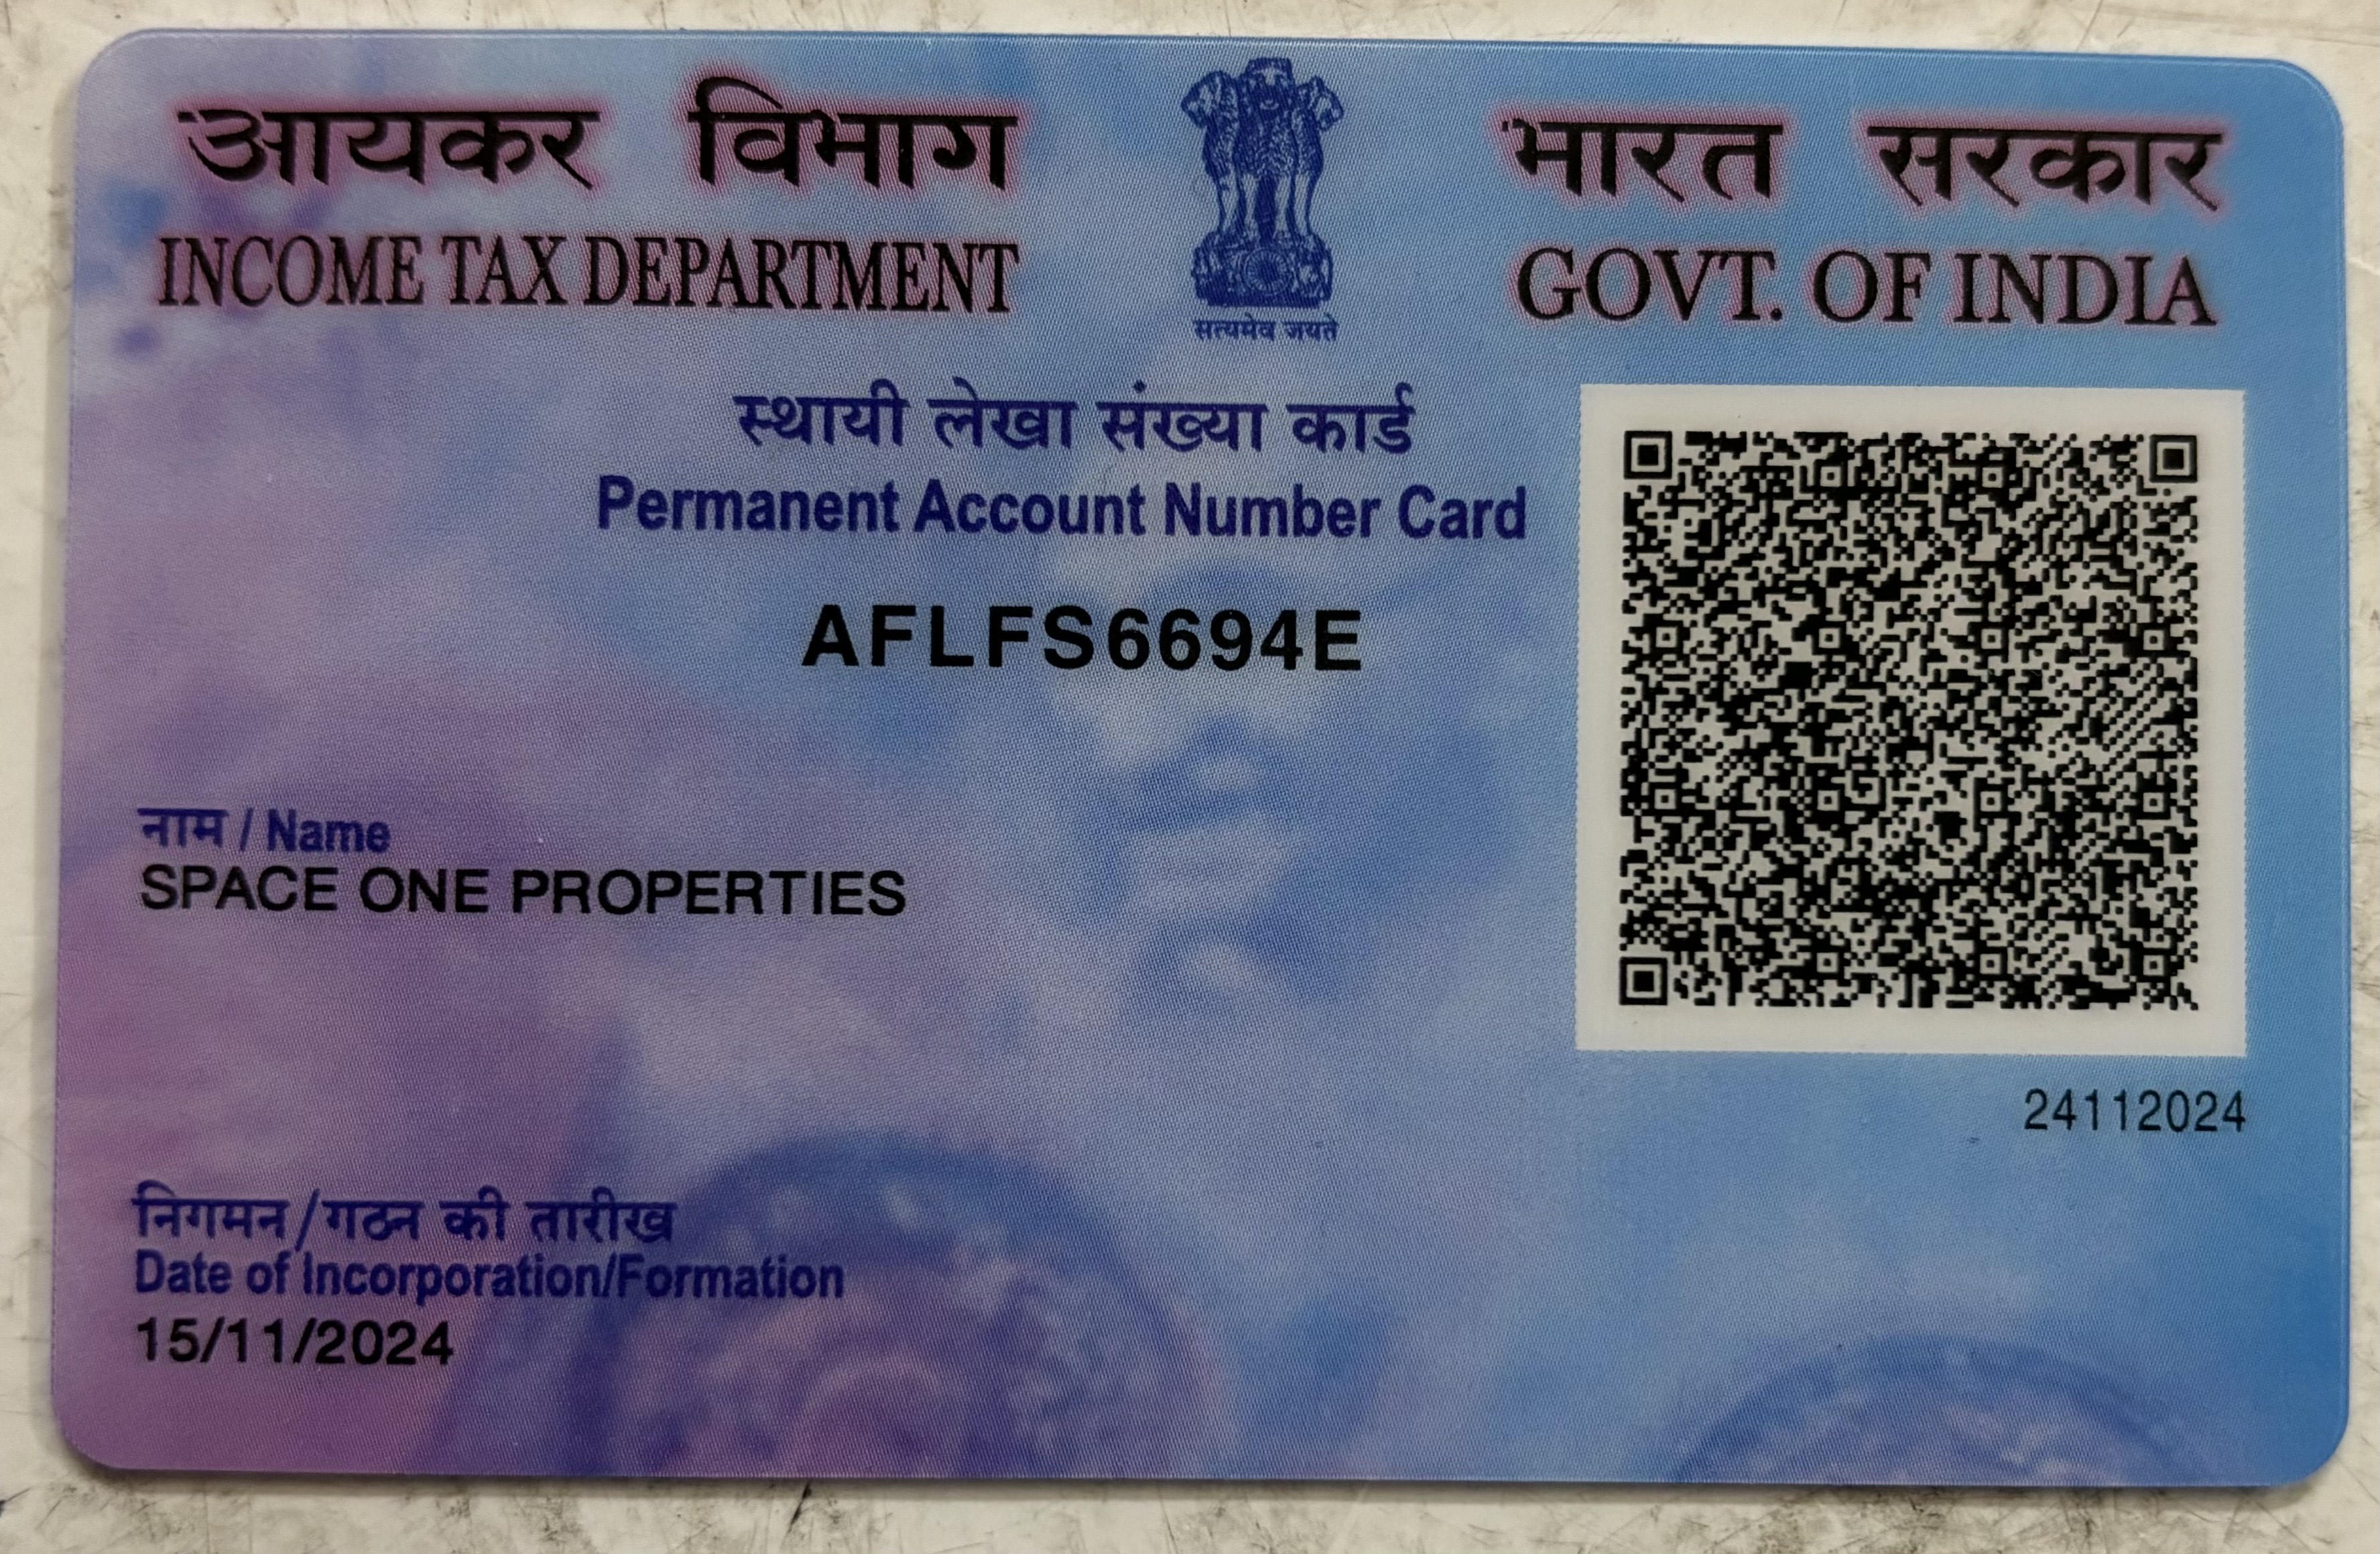 आयकर विभाग
INCOME TAX DEPARTMENT
सत्यमेव जयते
भारत सरकार
GOVT. OF INDIA
स्थायी लेखा संख्या कार्ड
Permanent Account Number Card
AFLFS6694E
नाम / Name
SPACE ONE PROPERTIES
24112024
निगमन/गठन की तारीख
Date of Incorporation/Formation
15/11/2024